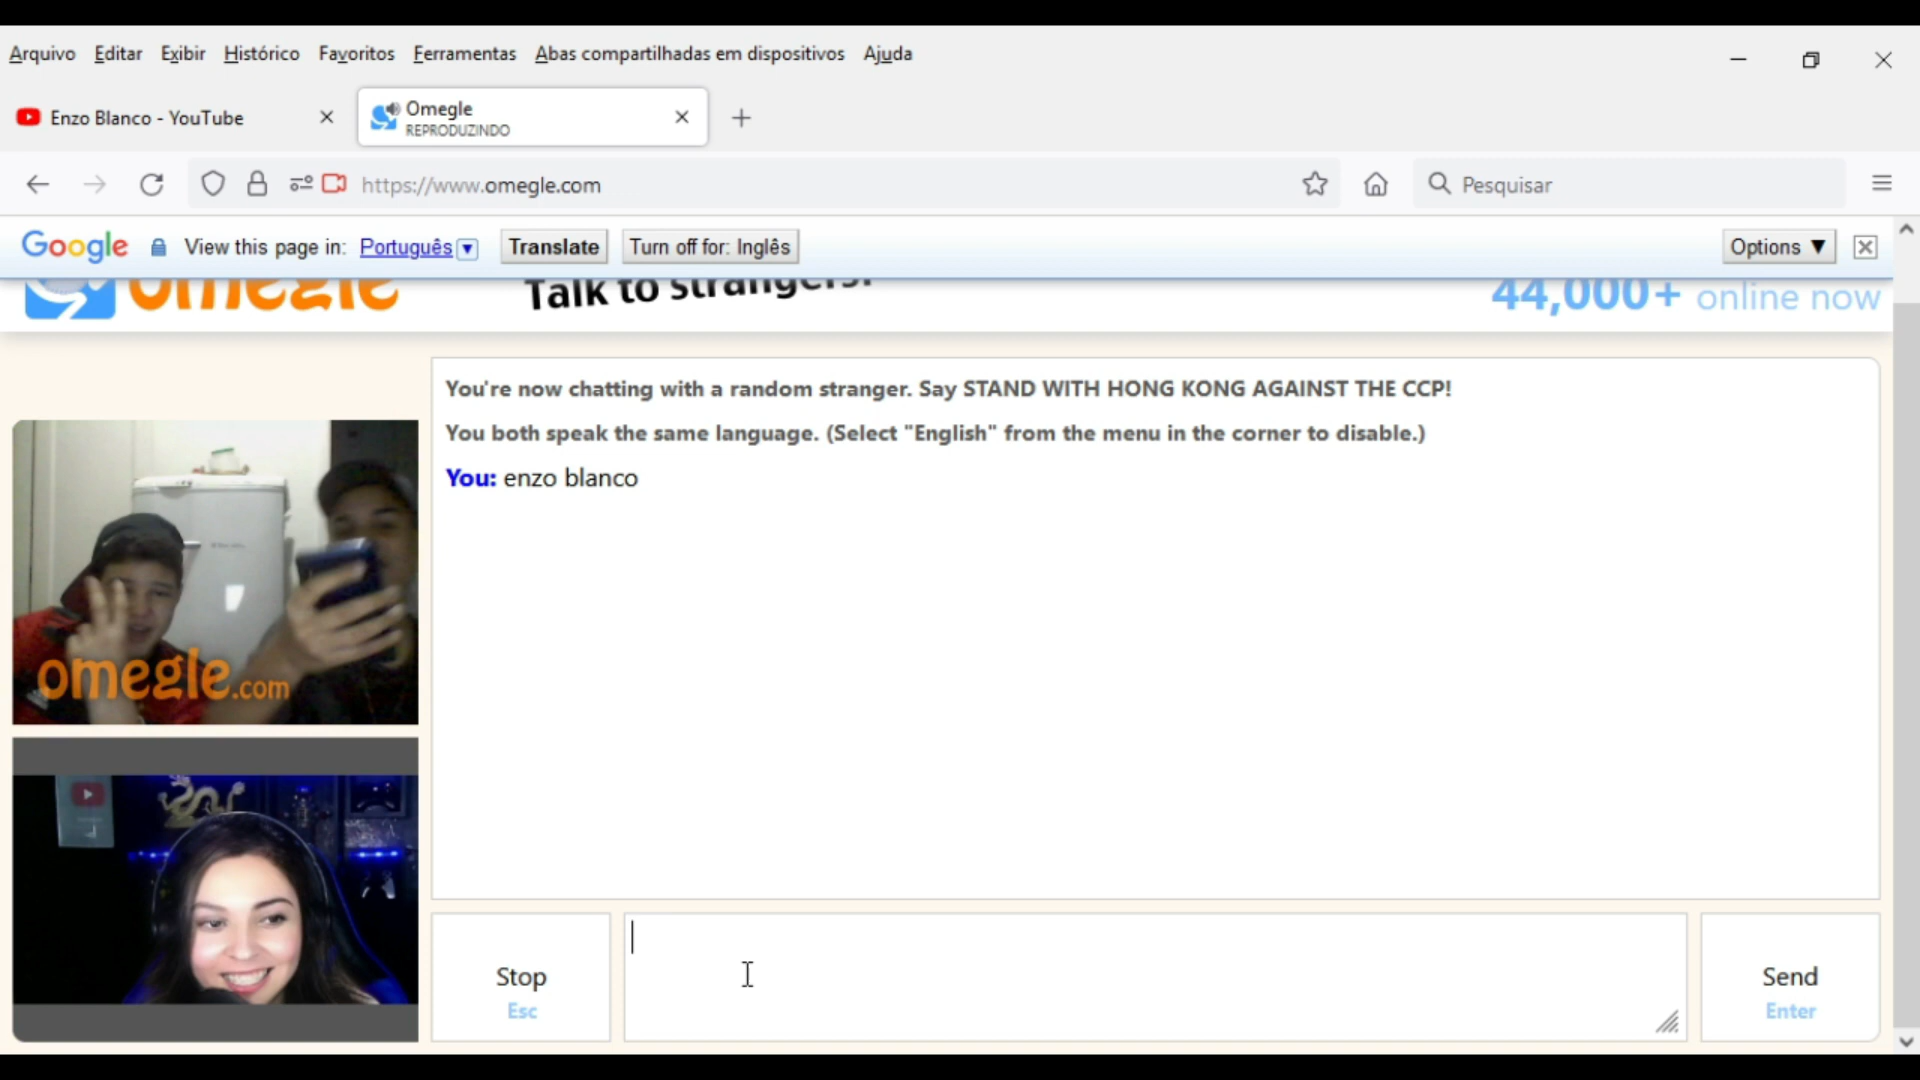 Arquivo Editar Exibir Histórico Favoritos Ferramentas Abas compartilhadas em dispositivos Ajuda
Enzo Blanco - YouTube
Omegle
REPRODUZINDO
https://www.omegle.com
Pesquisar
Google View this page in: Português Translate Turn off for: Inglês Options ▼
omegle Talk to strangers! 44,000+ online now
You're now chatting with a random stranger. Say STAND WITH HONG KONG AGAINST THE CCP!
You both speak the same language. (Select "English" from the menu in the corner to disable.)
You: enzo blanco
omegle.com
Stop
Esc
Send
Enter